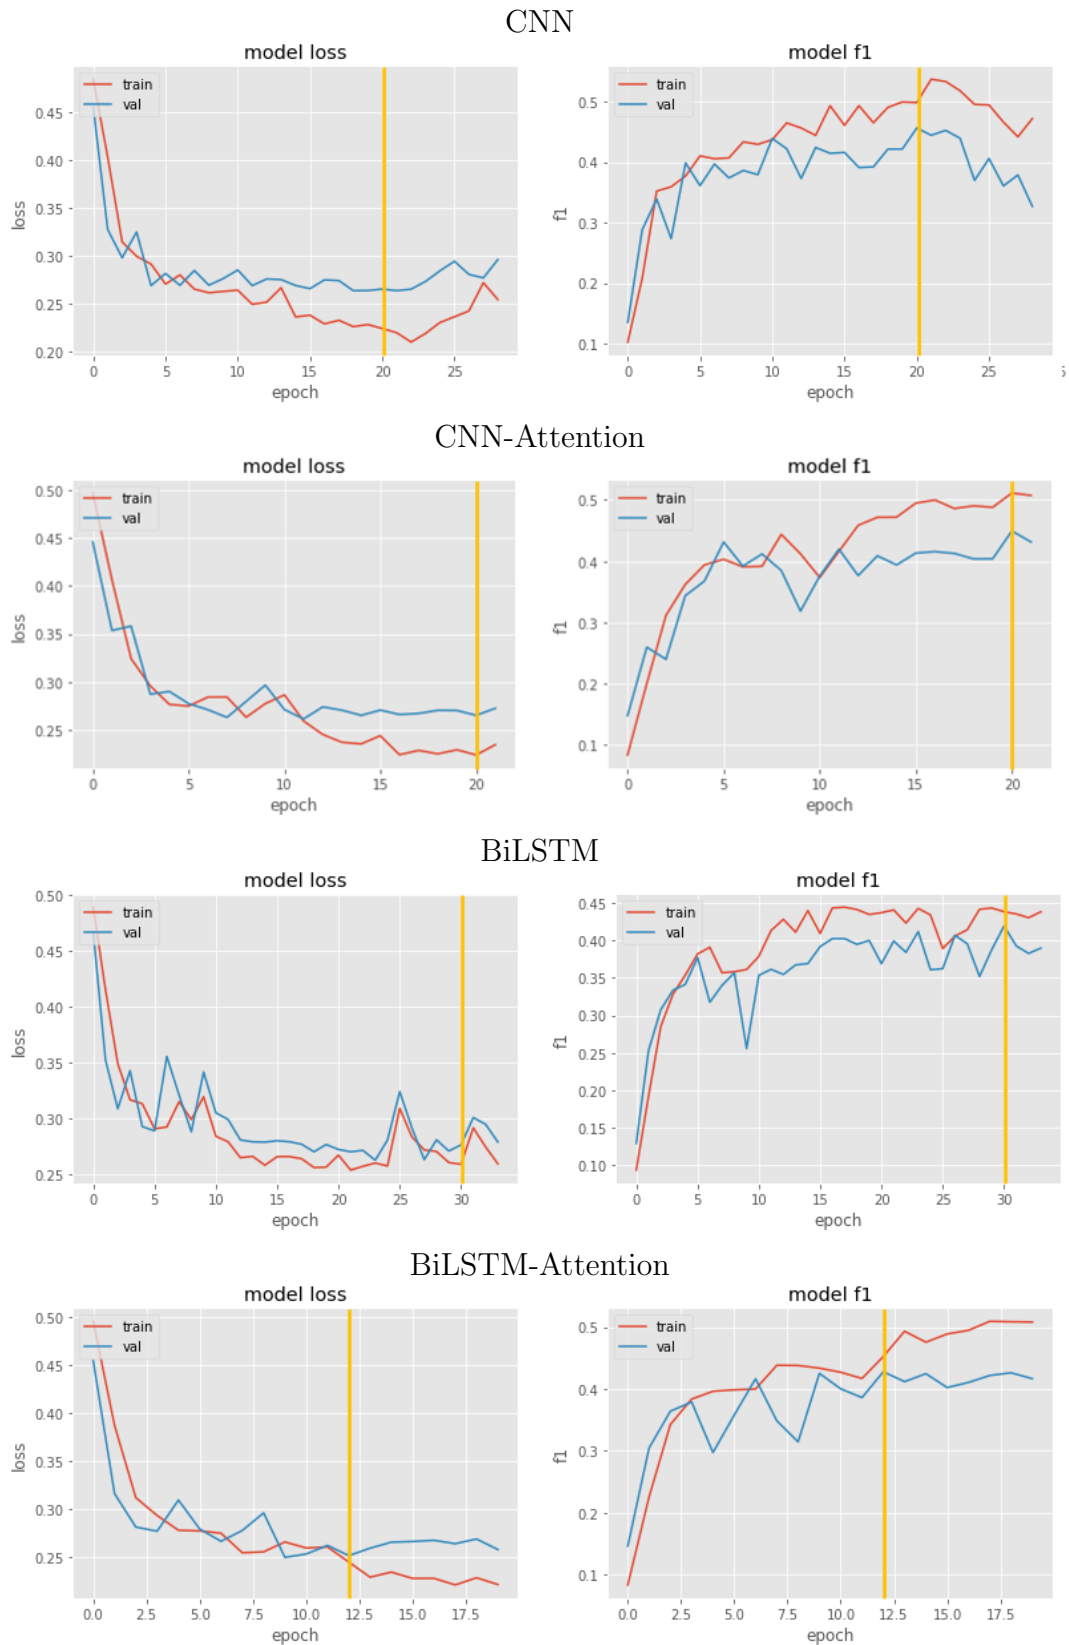 CNN
model loss
model f1
train
val
train
val
0.45
0.40
0.35
0.30
0.25
0.20
0.5
0.4
0.3
0.2
0.1
loss
f1
0 5 10 15 20 25
0 5 10 15 20 25
epoch
epoch
CNN-Attention
model loss
model f1
train
val
train
val
0.50
0.45
0.40
0.35
0.30
0.25
0.5
0.4
0.3
0.2
0.1
loss
f1
0 5 10 15 20
0 5 10 15 20
epoch
epoch
BiLSTM
model loss
model f1
train
val
train
val
0.50
0.45
0.40
0.35
0.30
0.25
0.45
0.40
0.35
0.30
0.25
0.20
0.15
0.10
loss
f1
0 5 10 15 20 25 30
0 5 10 15 20 25 30
epoch
epoch
BiLSTM-Attention
model loss
model f1
train
val
train
val
0.50
0.45
0.40
0.35
0.30
0.25
0.5
0.4
0.3
0.2
0.1
loss
f1
0.0 2.5 5.0 7.5 10.0 12.5 15.0 17.5
0.0 2.5 5.0 7.5 10.0 12.5 15.0 17.5
epoch
epoch